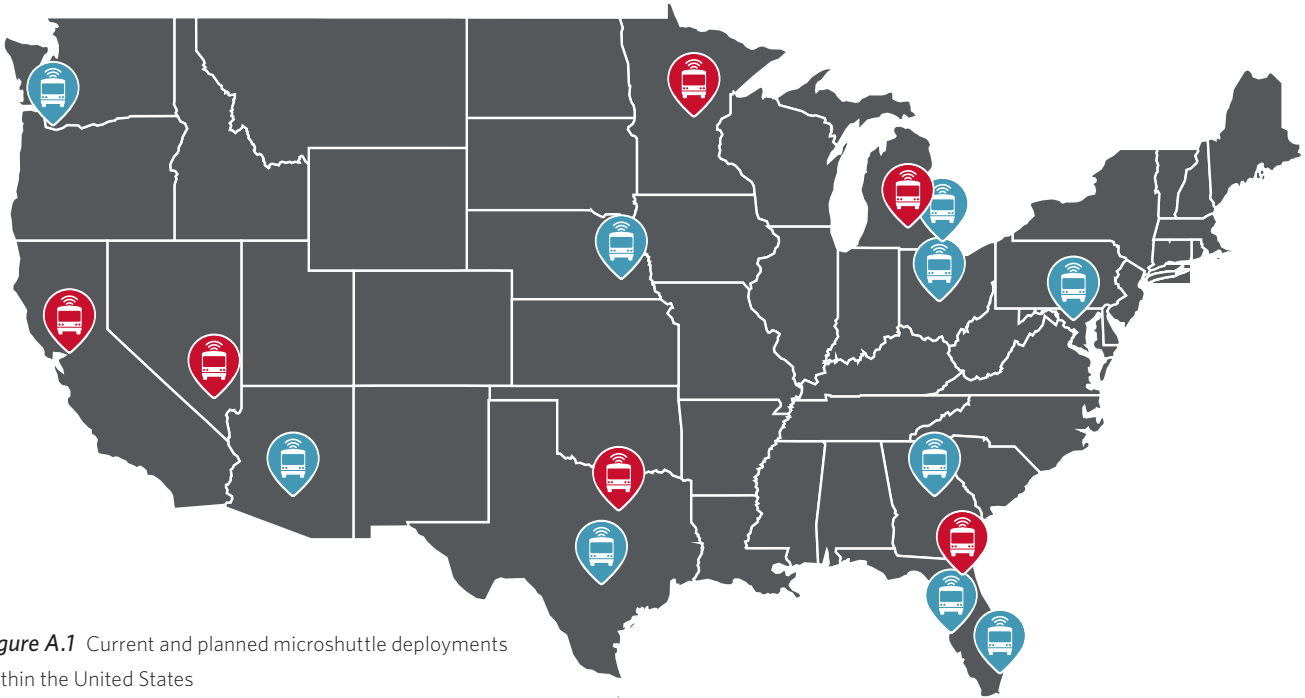 gure A.1 Current and planned microshuttle deployments
thin the United States